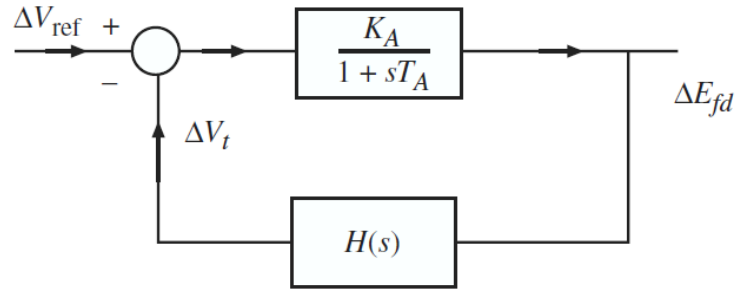 ΔV_ref +
−
K_A
1 + sT_A
ΔE_fd
ΔV_t
H(s)